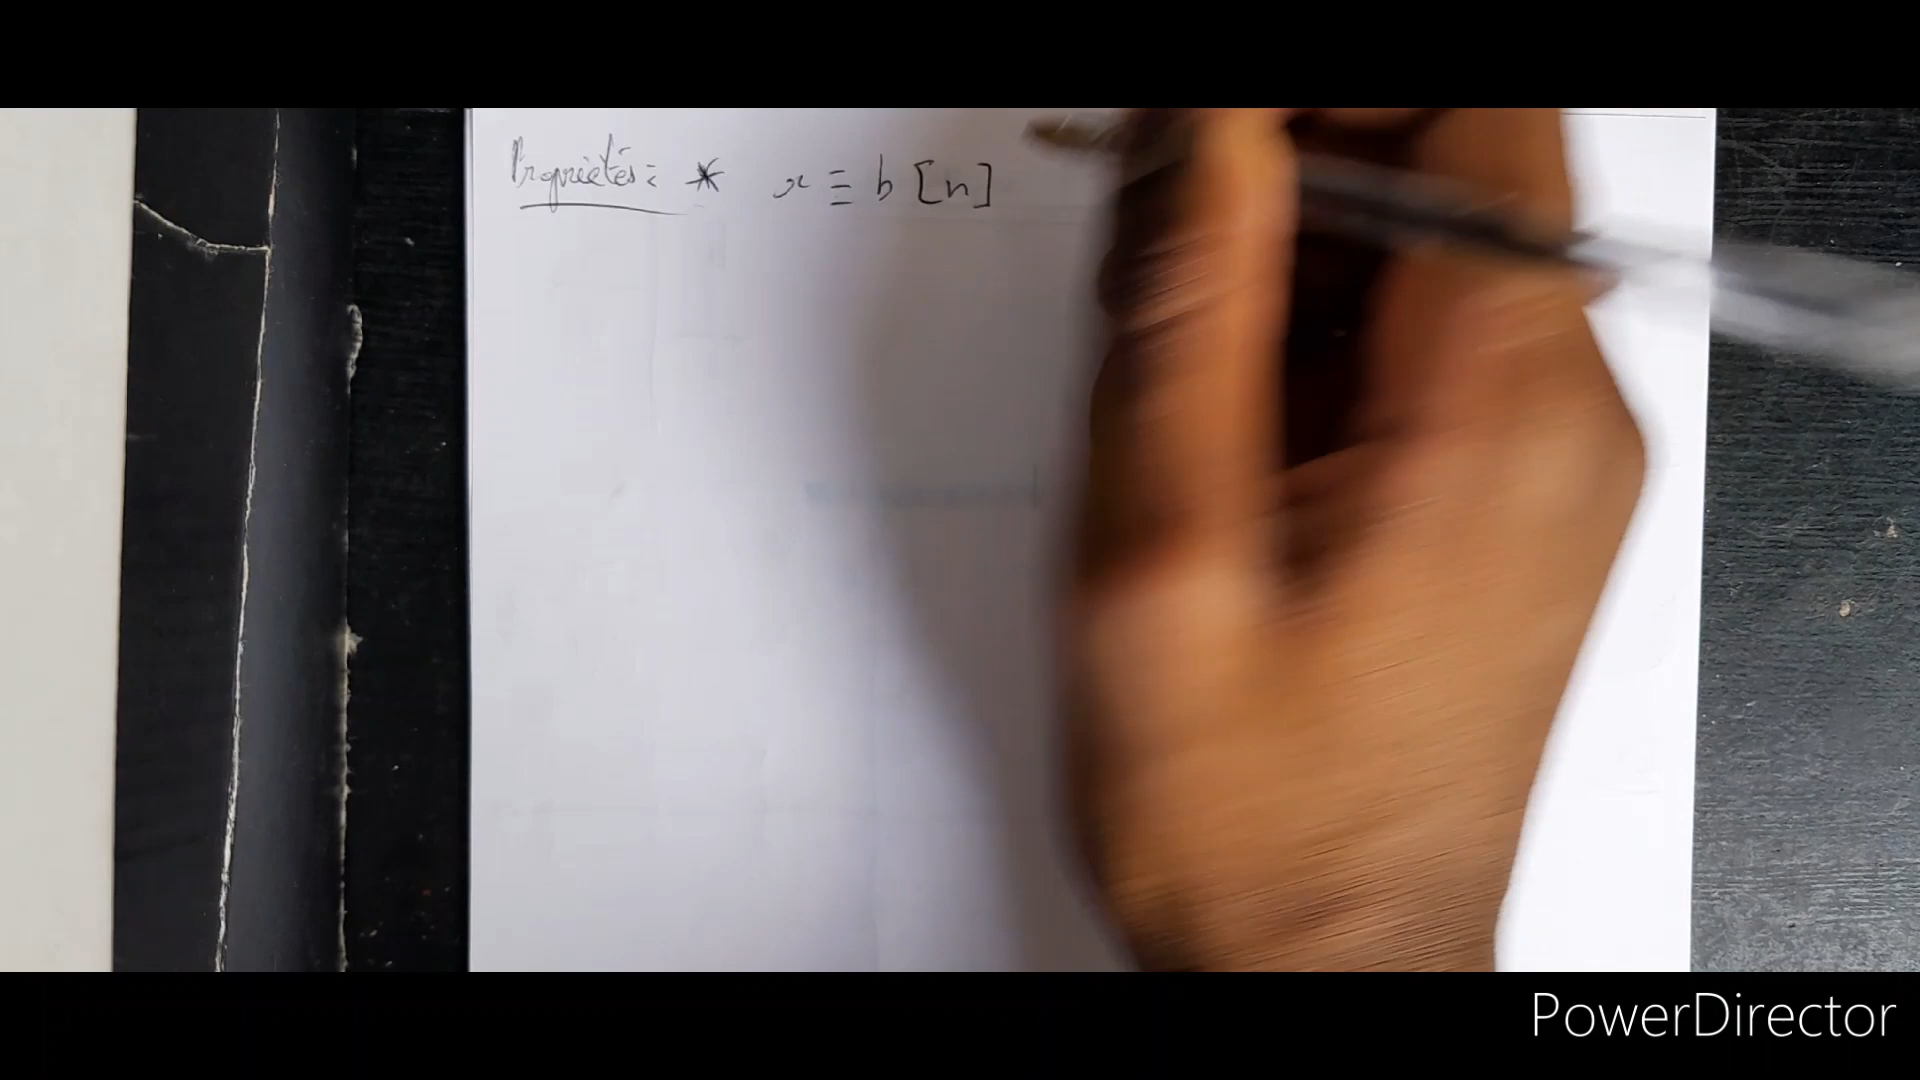 Propriétés : * x ≡ b [n]
PowerDirector